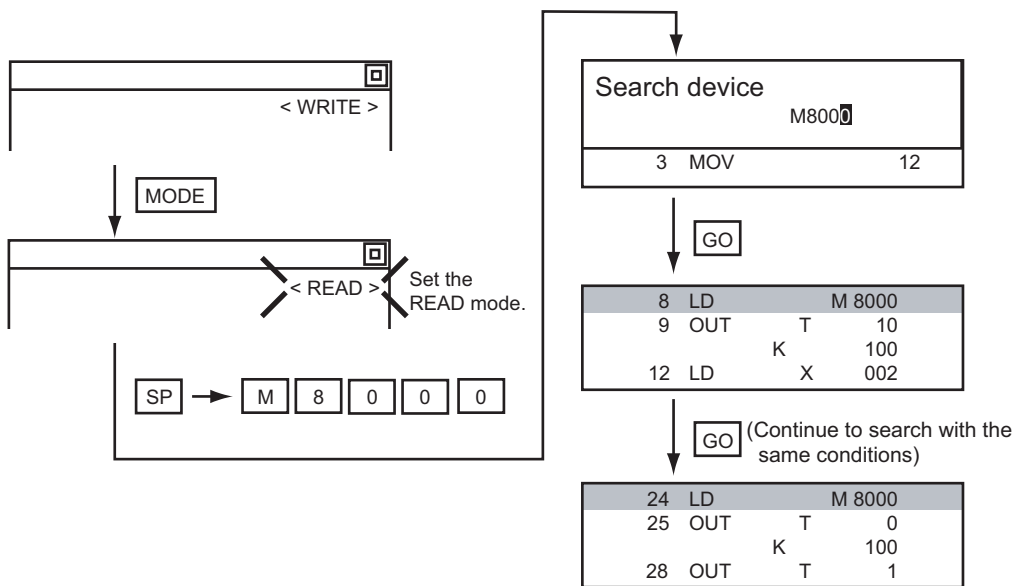 < WRITE >
MODE
< READ >
Set the
READ mode.
SP M 8 0 0 0
Search device
M8000
3 MOV 12
GO
8 LD M 8000
9 OUT T 10
K 100
12 LD X 002
GO (Continue to search with the
same conditions)
24 LD M 8000
25 OUT T 0
K 100
28 OUT T 1